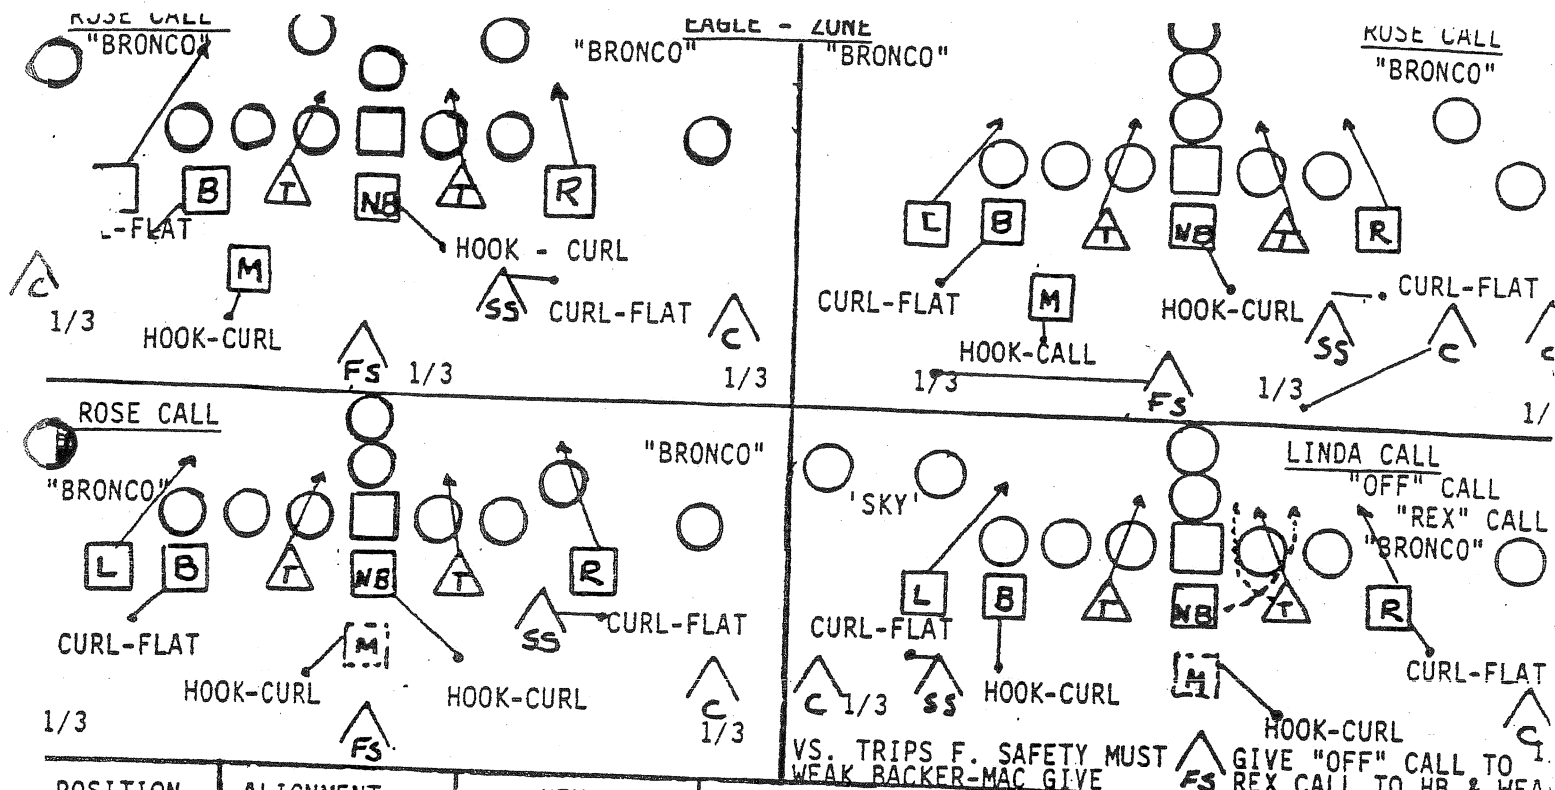 EAGLE - ZONE
ROSE CALL
"BRONCO"
"BRONCO"
B
T
NB
T
R
L-FLAT
HOOK - CURL
C
M
SS
CURL-FLAT
1/3
HOOK-CURL
C
FS
1/3
1/3
ROSE CALL
"BRONCO"
"BRONCO"
L
B
T
NB
T
R
CURL-FLAT
M
HOOK-CURL
CURL-FLAT
SS
C
C
HOOK-CALL
1/3
FS
1/3
1/
ROSE CALL
"BRONCO"
"BRONCO"
L
B
T
NB
T
R
CURL-FLAT
M
SS
CURL-FLAT
HOOK-CURL
HOOK-CURL
C
1/3
FS
1/3
LINDA CALL
"OFF" CALL
"REX" CALL
'SKY'
"BRONCO"
L
B
T
NB
T
R
CURL-FLAT
M
CURL-FLAT
C
1/3
SS
HOOK-CURL
HOOK-CURL
C
1
VS. TRIPS F. SAFETY MUST
FS
GIVE "OFF" CALL TO
WEAK BACKER-MAC GIVE
REX CALL TO
POSITION
ALIGNMENT